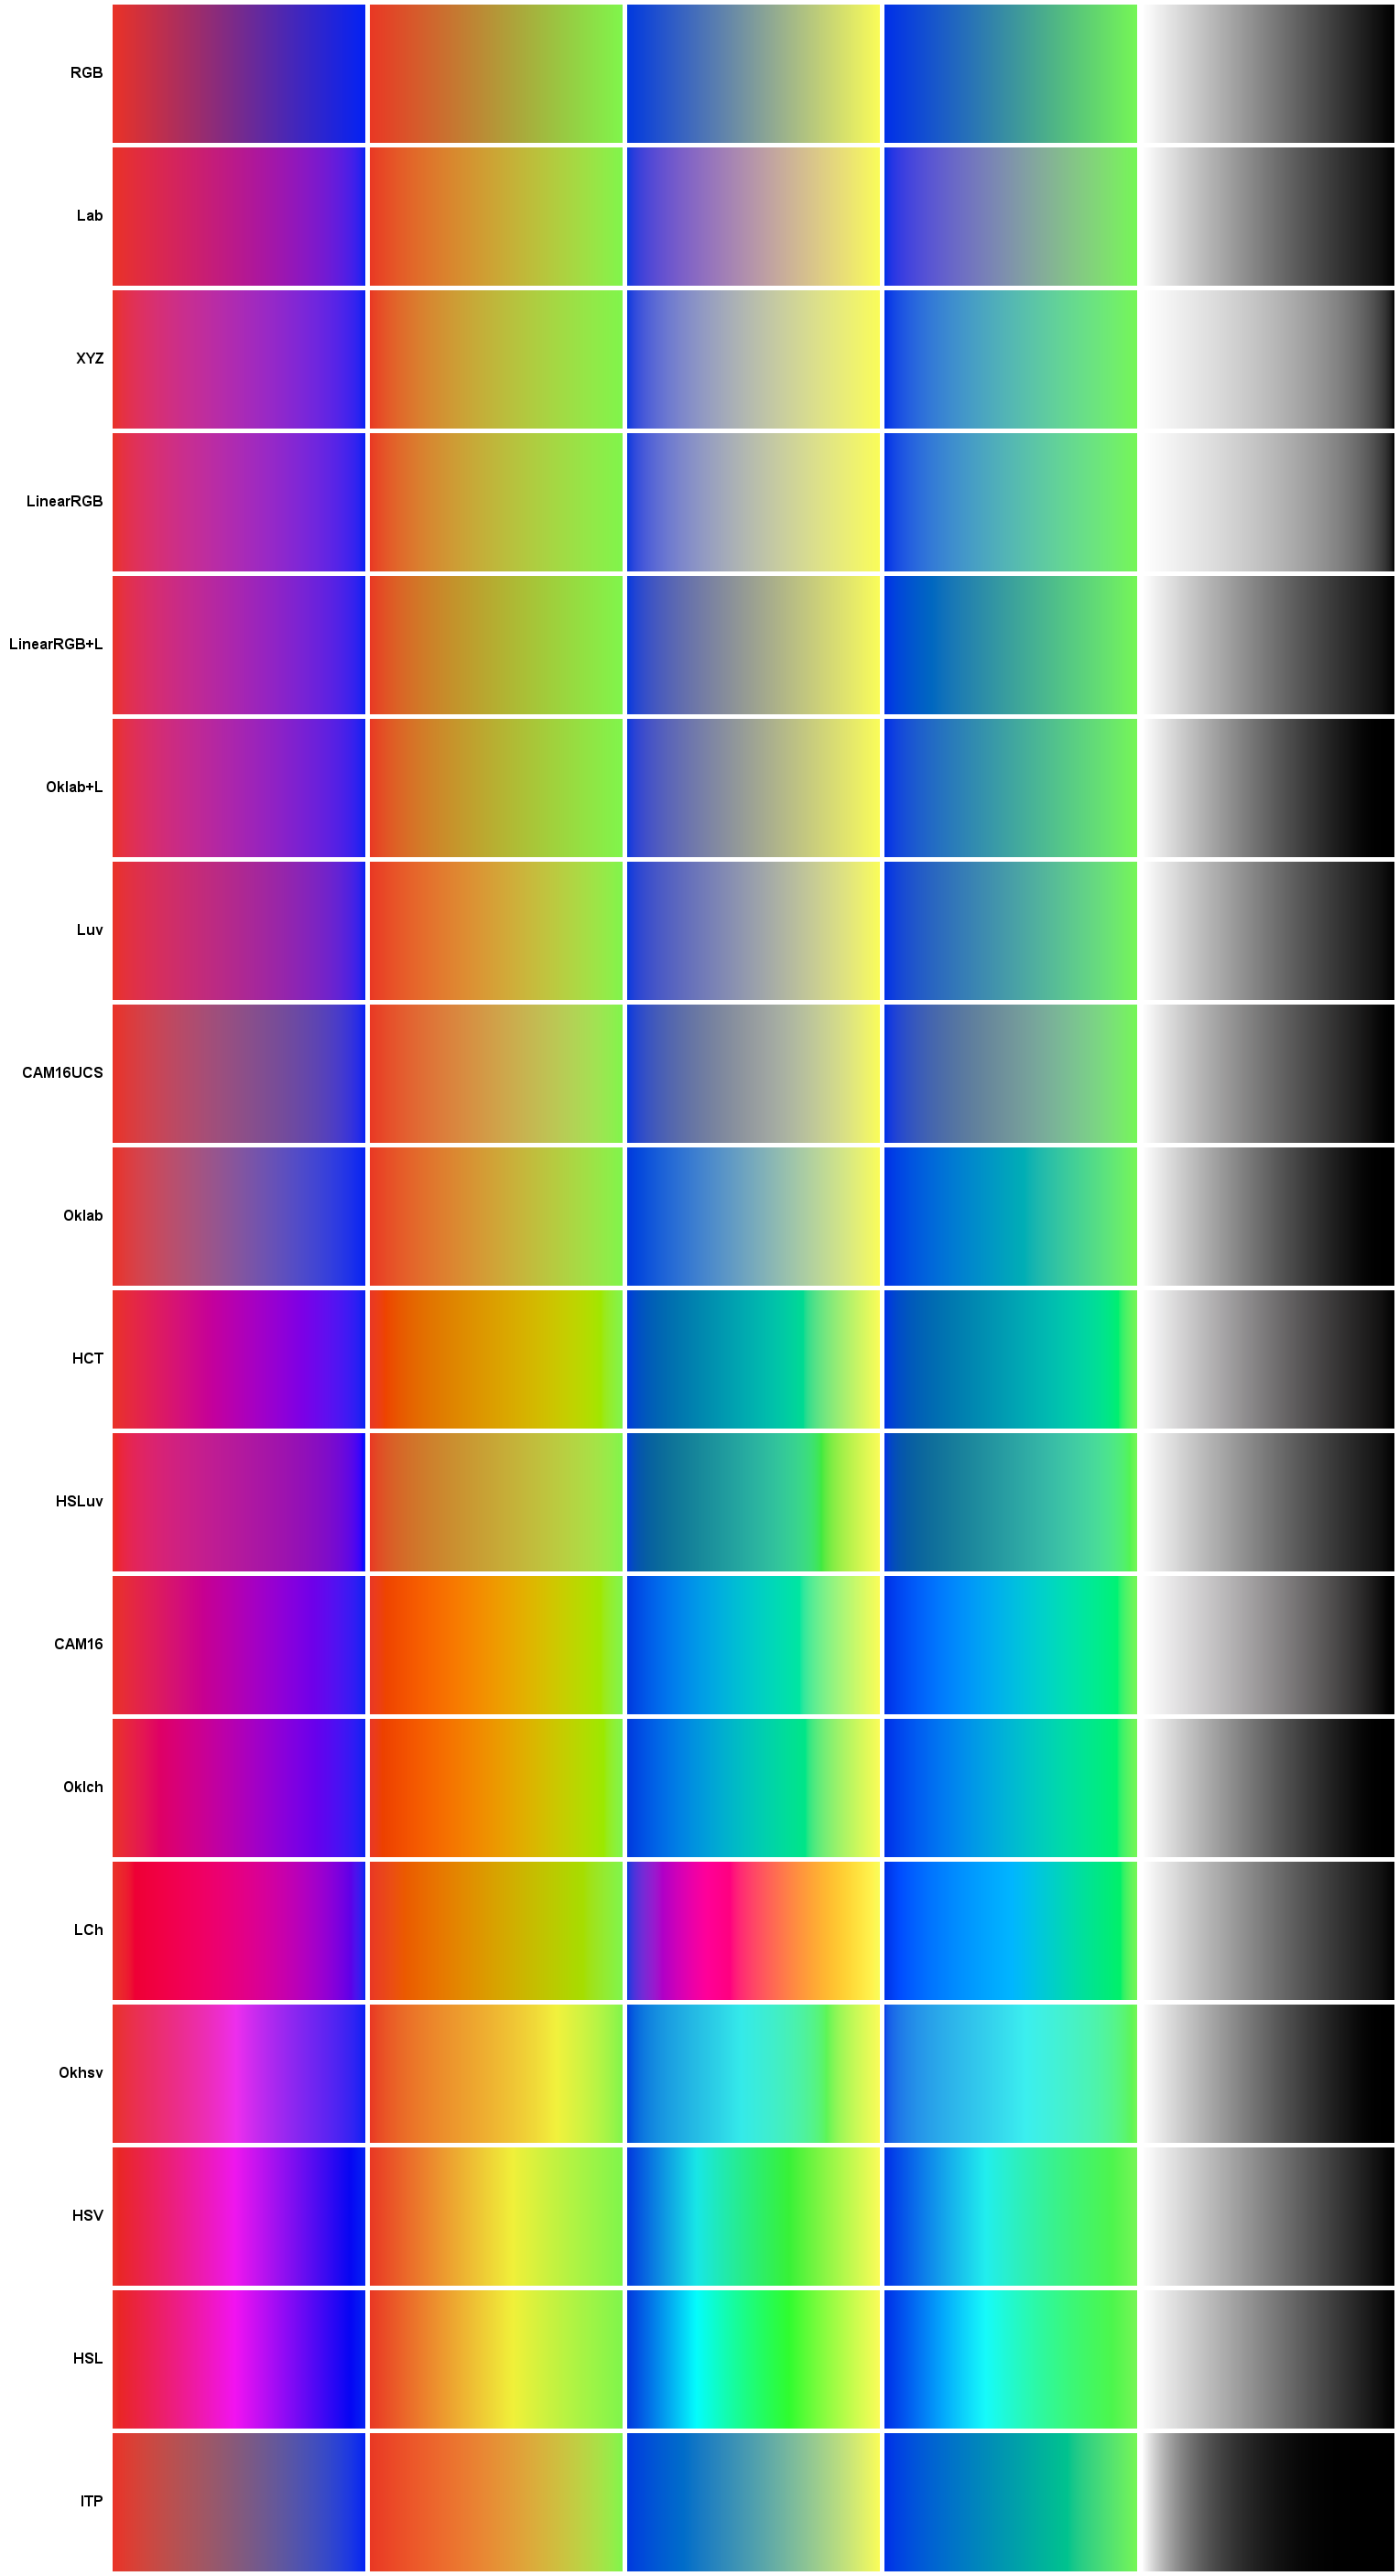 RGB
Lab
XYZ
LinearRGB
LinearRGB+L
Oklab+L
Luv
CAM16UCS
Oklab
HCT
HSLuv
CAM16
Oklch
LCh
Okhsv
HSV
HSL
ITP